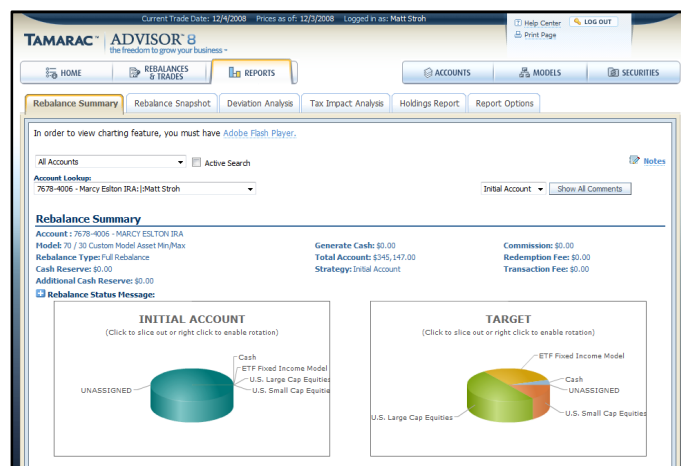 Current Trade Date: 12/4/2008 Prices as of: 12/3/2008 Logged in as: Matt Stroh
Help Center LOG OUT
Print Page
TAMARAC™ ADVISOR 8
the freedom to grow your business
HOME
REBALANCES & TRADES
REPORTS
ACCOUNTS
MODELS
SECURITIES
Rebalance Summary Rebalance Snapshot Deviation Analysis Tax Impact Analysis Holdings Report Report Options
In order to view charting feature, you must have Adobe Flash Player.
All Accounts Active Search Notes
Account Lookup:
7678-4006 - Marcy Eslton IRA: |:Matt Stroh Initial Account Show All Comments
Rebalance Summary
Account : 7678-4006 - MARCY ESLTON IRA
Model: 70 / 30 Custom Model Asset Min/Max Generate Cash: $0.00 Commission: $0.00
Rebalance Type: Full Rebalance Total Account: $345,147.00 Redemption Fee: $0.00
Cash Reserve: $0.00 Strategy: Initial Account Transaction Fee: $0.00
Additional Cash Reserve: $0.00
Rebalance Status Message:
INITIAL ACCOUNT
(Click to slice out or right click to enable rotation)
Cash
ETF Fixed Income Model
U.S. Large Cap Equities
U.S. Small Cap Equitie
UNASSIGNED
TARGET
(Click to slice out or right click to enable rotation)
ETF Fixed Income Model
Cash
UNASSIGNED
U.S. Small Cap Equities
U.S. Large Cap Equities